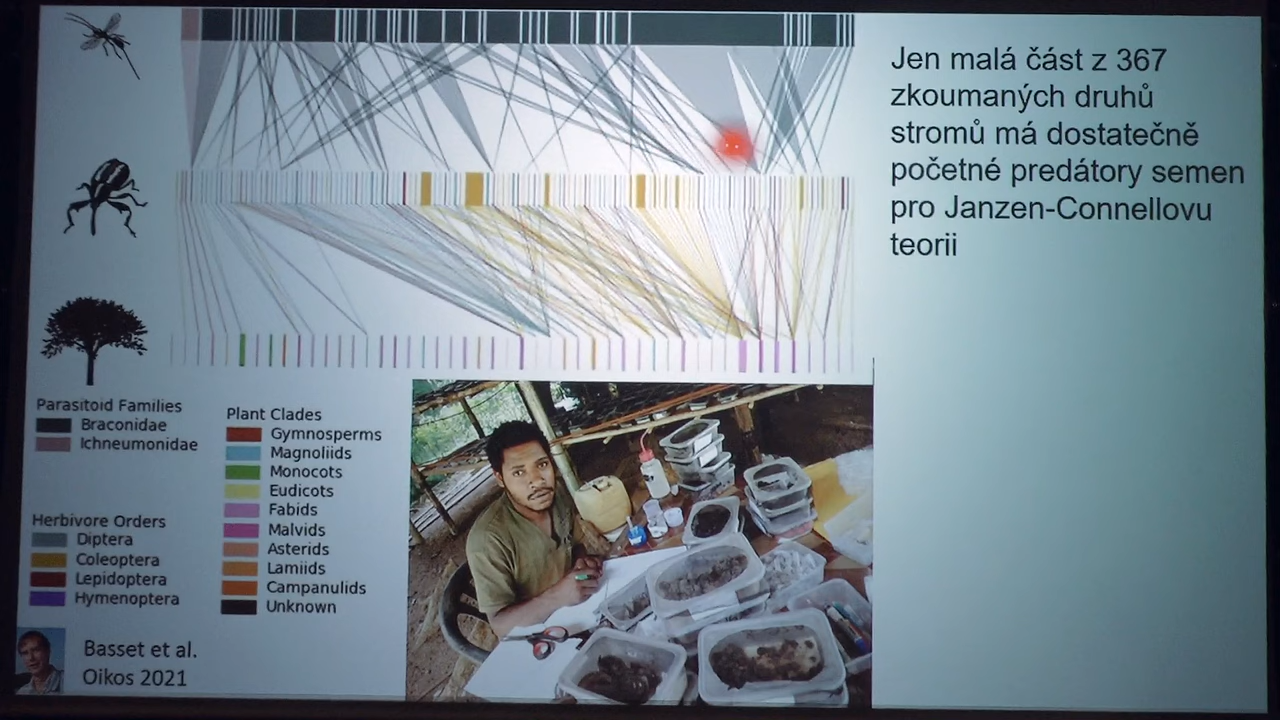 Jen malá část z 367
zkoumaných druhů
stromů má dostatečně
početné predátory semen
pro Janzen-Connellovu
teorii
Parasitoid Families
Braconidae
Ichneumonidae
Herbivore Orders
Diptera
Coleoptera
Lepidoptera
Hymenoptera
Plant Clades
Gymnosperms
Magnoliids
Monocots
Eudicots
Fabids
Malvids
Asterids
Lamiids
Campanulids
Unknown
Basset et al.
Oikos 2021